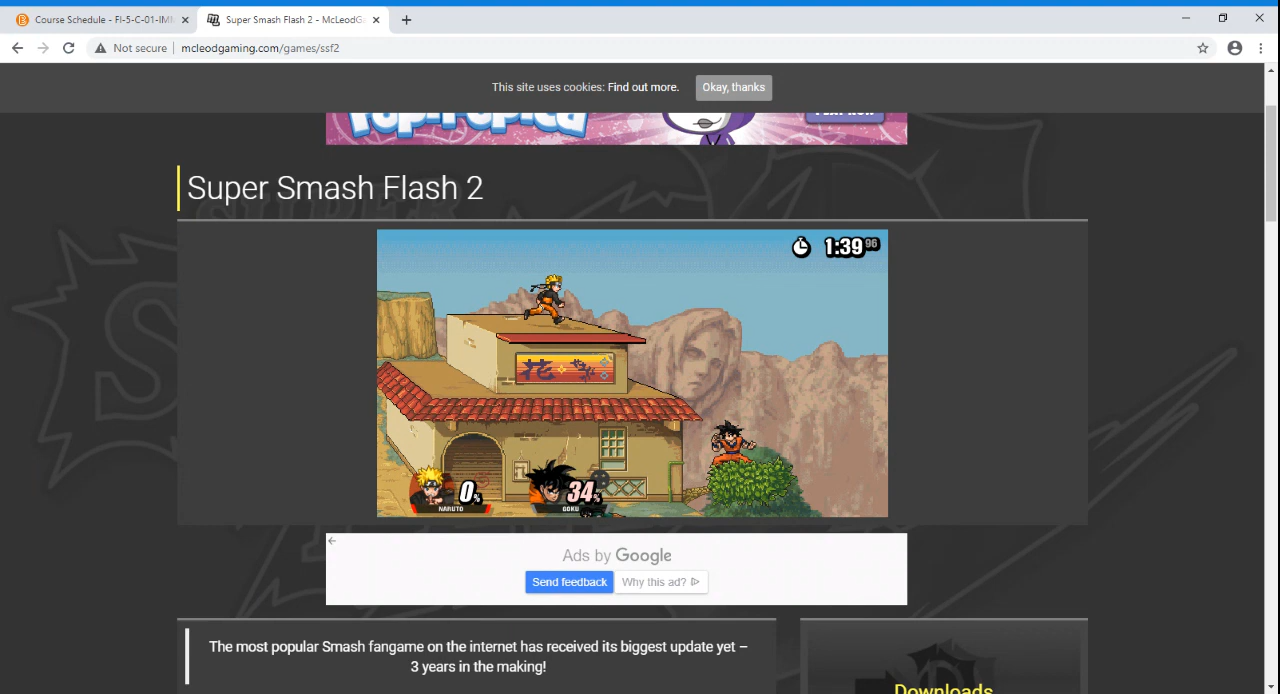 Course Schedule - FI-5-C-01-IM
Super Smash Flash 2 - McLeodG
Not secure
mcleodgaming.com/games/ssf2
This site uses cookies: Find out more.
Okay, thanks
Super Smash Flash 2
1:39 96
花
0%
34%
NARUTO
GOKU
Ads by Google
Send feedback
Why this ad?
The most popular Smash fangame on the internet has received its biggest update yet –
3 years in the making!
Downloads